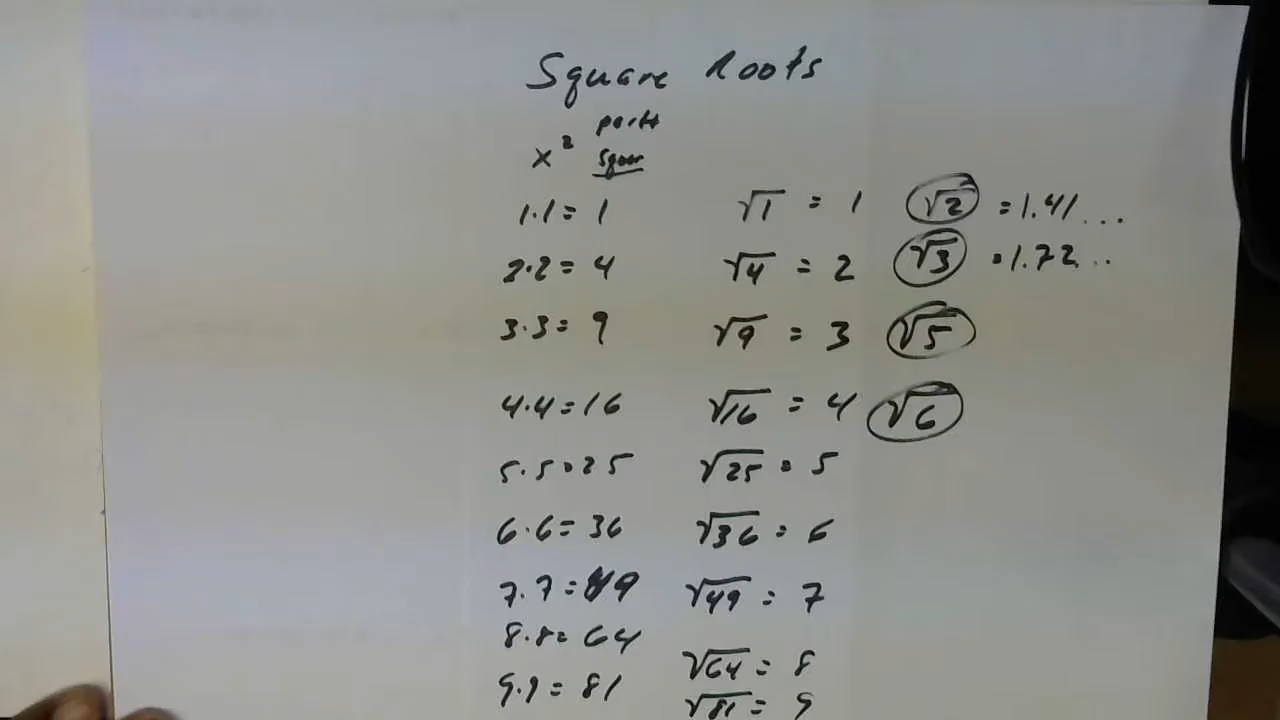 Square Roots
x² perfect
square
1·1=1 √1 = 1 √2 =1.41...
2·2=4 √4 = 2 √3 =1.72...
3·3=9 √9 = 3 √5
4·4=16 √16 = 4 √6
5·5=25 √25 = 5
6·6=36 √36 = 6
7·7=49 √49 = 7
8·8=64 √64 = 8
9·9=81 √81 = 9